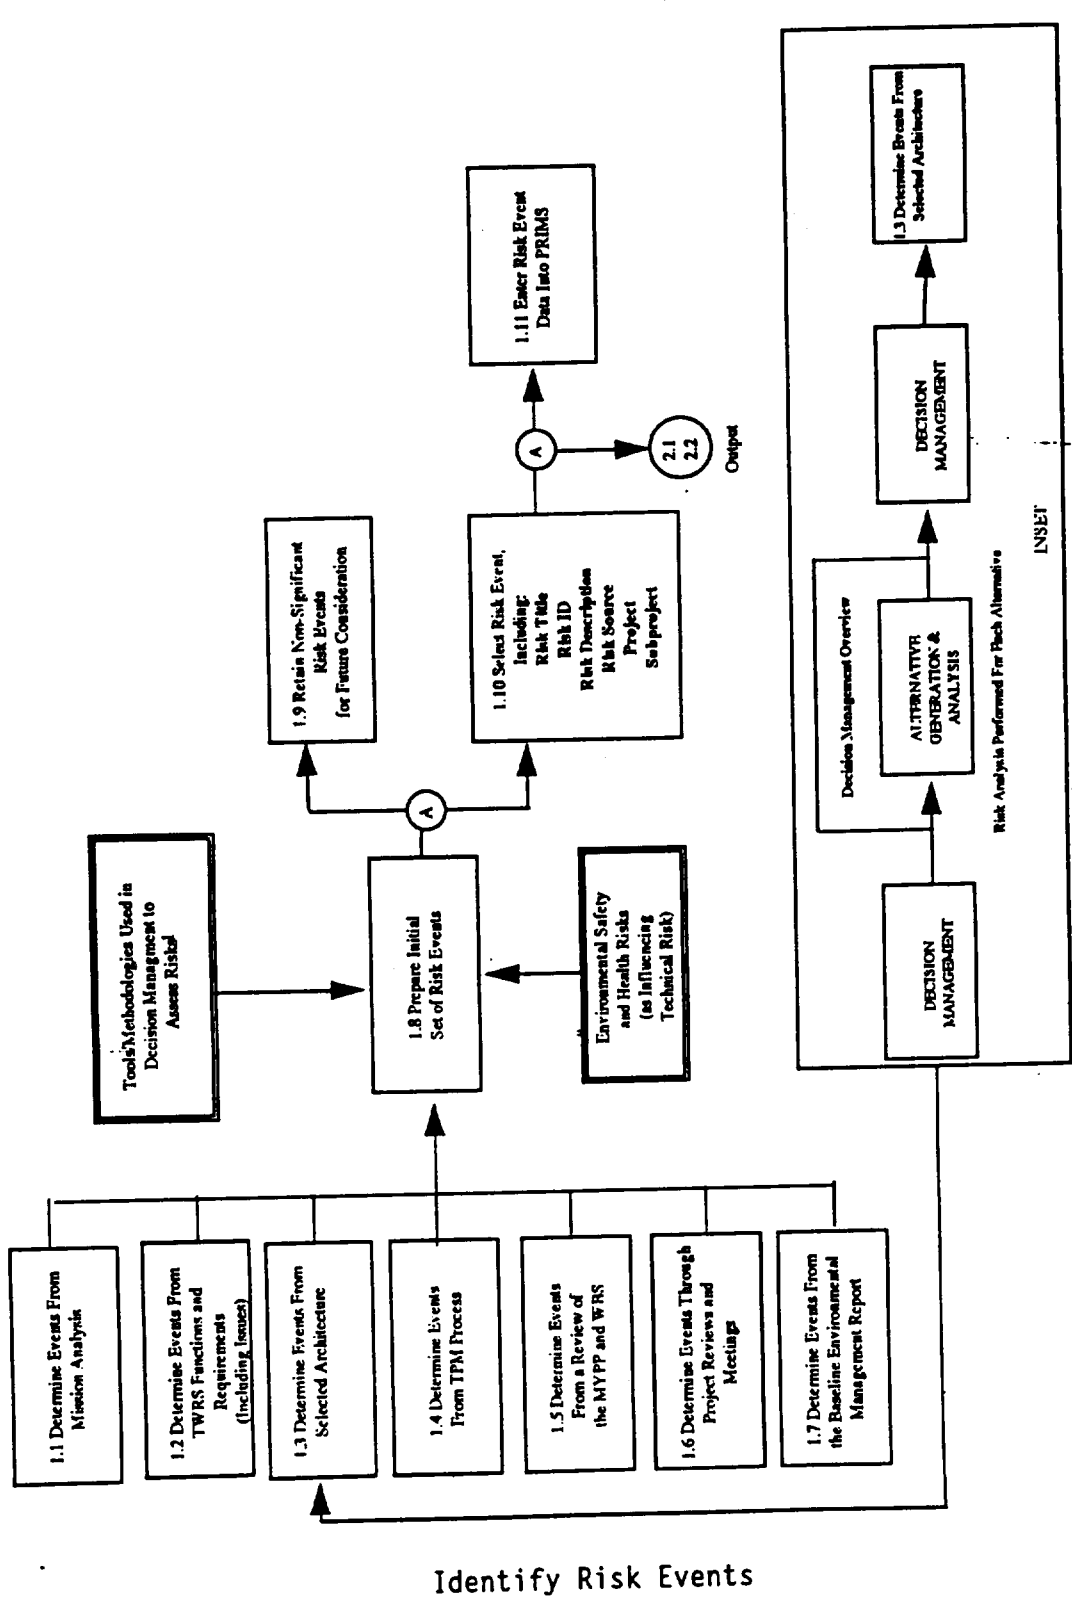 Identify Risk Events
1.1 Determine Events From
Mission Analysis
1.2 Determine Events From
TWRS Functions and
Requirements
(Including Issues)
1.3 Determine Events From
Selected Architecture
1.4 Determine Events
From TPM Process
1.5 Determine Events
From a Review of
the MYPP and WRS
1.6 Determine Events Through
Project Reviews and
Meetings
1.7 Determine Events From
the Baseline Environmental
Management Report
Tools/Methodologies Used in
Decision Managment to
Assess Risks
1.8 Prepare Initial
Set of Risk Events
Environmental Safety
and Health Risks
(as Influencing
Technical Risk)
A
1.9 Retain Non-Significant
Risk Events
for Future Consideration
1.10 Select Risk Event,
Including:
Risk Title
Risk ID
Risk Description
Risk Source
Project
Subproject
A
2.1
2.2
Output
1.11 Enter Risk Event
Data Into PRIMS
DECISION
MANAGEMENT
Decision Management Overview
ALTERNATIVE
GENERATION &
ANALYSIS
Risk Analysis Performed For Each Alternative
DECISION
MANAGEMENT
1.3 Determine Events From
Selected Architecture
INSET